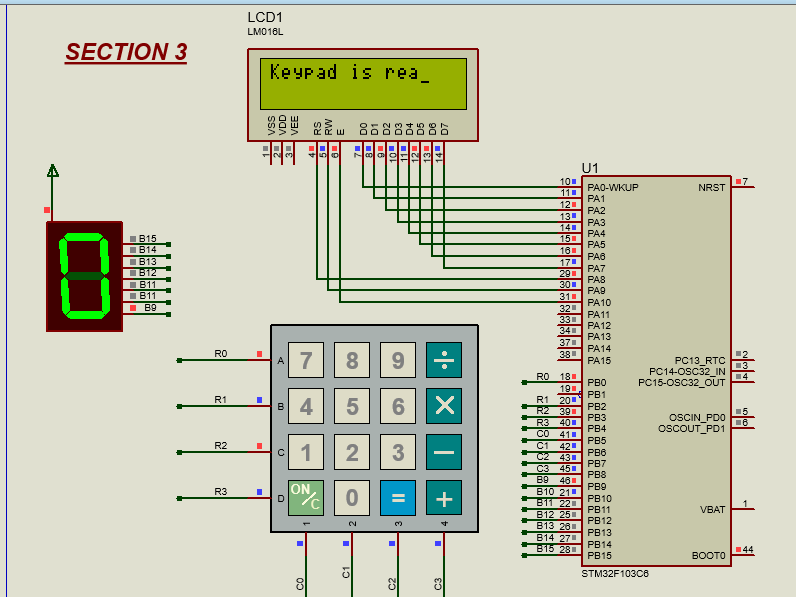 LCD1
LM016L
SECTION 3
Keypad is rea_
VSS VDD VEE RS RW E D0 D1 D2 D3 D4 D5 D6 D7
1 2 3 4 5 6 7 8 9 10 11 12 13 14
U1
10 PA0-WKUP NRST 7
11 PA1
12 PA2
13 PA3
14 PA4
15 PA5
16 PA6
17 PA7
29 PA8
30 PA9
31 PA10
32 PA11
33 PA12
34 PA13
37 PA14
38 PA15
PC13_RTC 2
PC14-OSC32_IN 3
PC15-OSC32_OUT 4
R0 18 PB0
19 PB1
R1 20 PB2
R2 39 PB3
R3 40 PB4
C0 41 PB5
C1 42 PB6
C2 43 PB7
C3 45 PB8
B9 46 PB9
B10 21 PB10
B11 22 PB11
B12 25 PB12
B13 26 PB13
B14 27 PB14
B15 28 PB15
OSCIN_PD0 5
OSCOUT_PD1 6
VBAT 1
BOOT0 44
STM32F103C6
0
B15
B14
B13
B12
B11
B11
B9
R0 A 7 8 9 ÷
R1 B 4 5 6 ×
R2 C 1 2 3 −
R3 D ON/C 0 = +
1 2 3 4
C0 C1 C2 C3